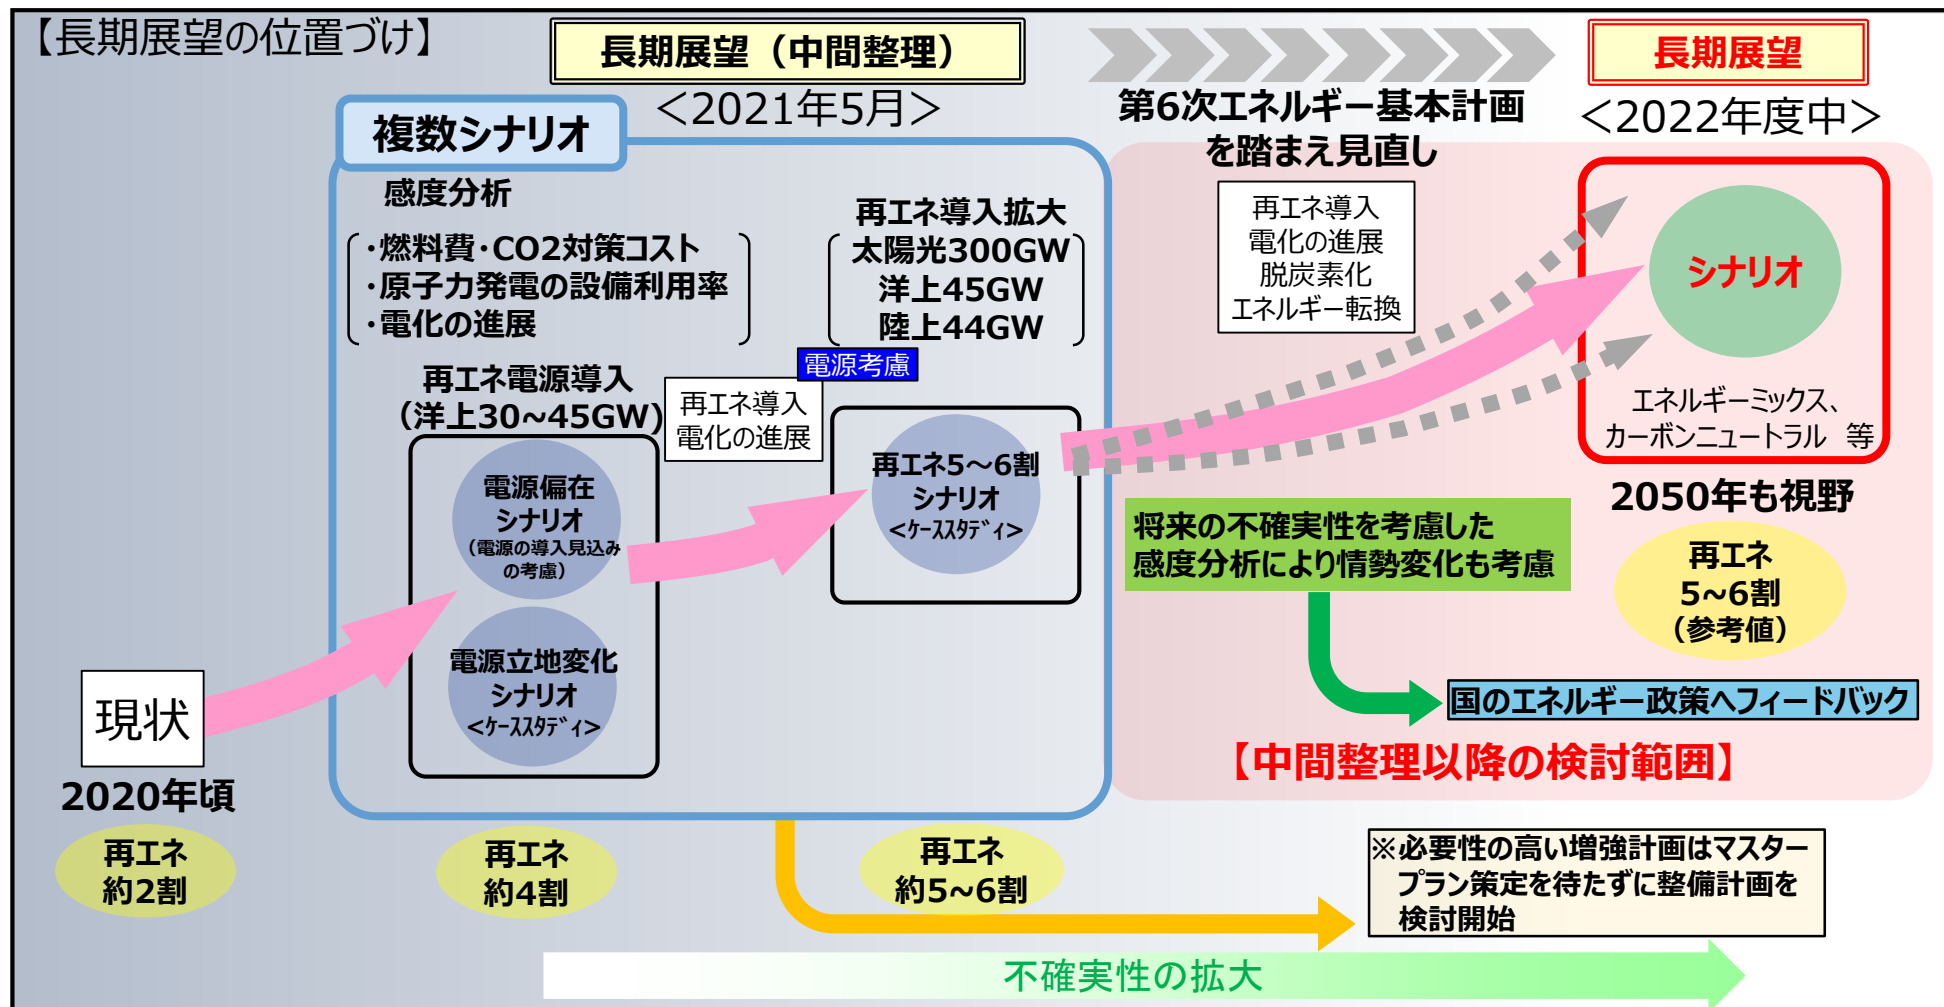 【長期展望の位置づけ】
長期展望（中間整理）
＜2021年5月＞
長期展望
＜2022年度中＞
第6次エネルギー基本計画
を踏まえ見直し
複数シナリオ
感度分析
・燃料費・CO2対策コスト
・原子力発電の設備利用率
・電化の進展
再エネ導入拡大
太陽光300GW
洋上45GW
陸上44GW
電源考慮
再エネ電源導入
（洋上30~45GW）
再エネ導入
電化の進展
電源偏在
シナリオ
（電源の導入見込み
の考慮）
電源立地変化
シナリオ
<ｹｰｽｽﾀﾃﾞｨ>
再エネ5～6割
シナリオ
<ｹｰｽｽﾀﾃﾞｨ>
再エネ導入
電化の進展
脱炭素化
エネルギー転換
シナリオ
エネルギーミックス、
カーボンニュートラル　等
2050年も視野
再エネ
5~6割
（参考値）
将来の不確実性を考慮した
感度分析により情勢変化も考慮
国のエネルギー政策へフィードバック
【中間整理以降の検討範囲】
現状
2020年頃
再エネ
約2割
再エネ
約4割
再エネ
約5~6割
※必要性の高い増強計画はマスター
プラン策定を待たずに整備計画を
検討開始
不確実性の拡大